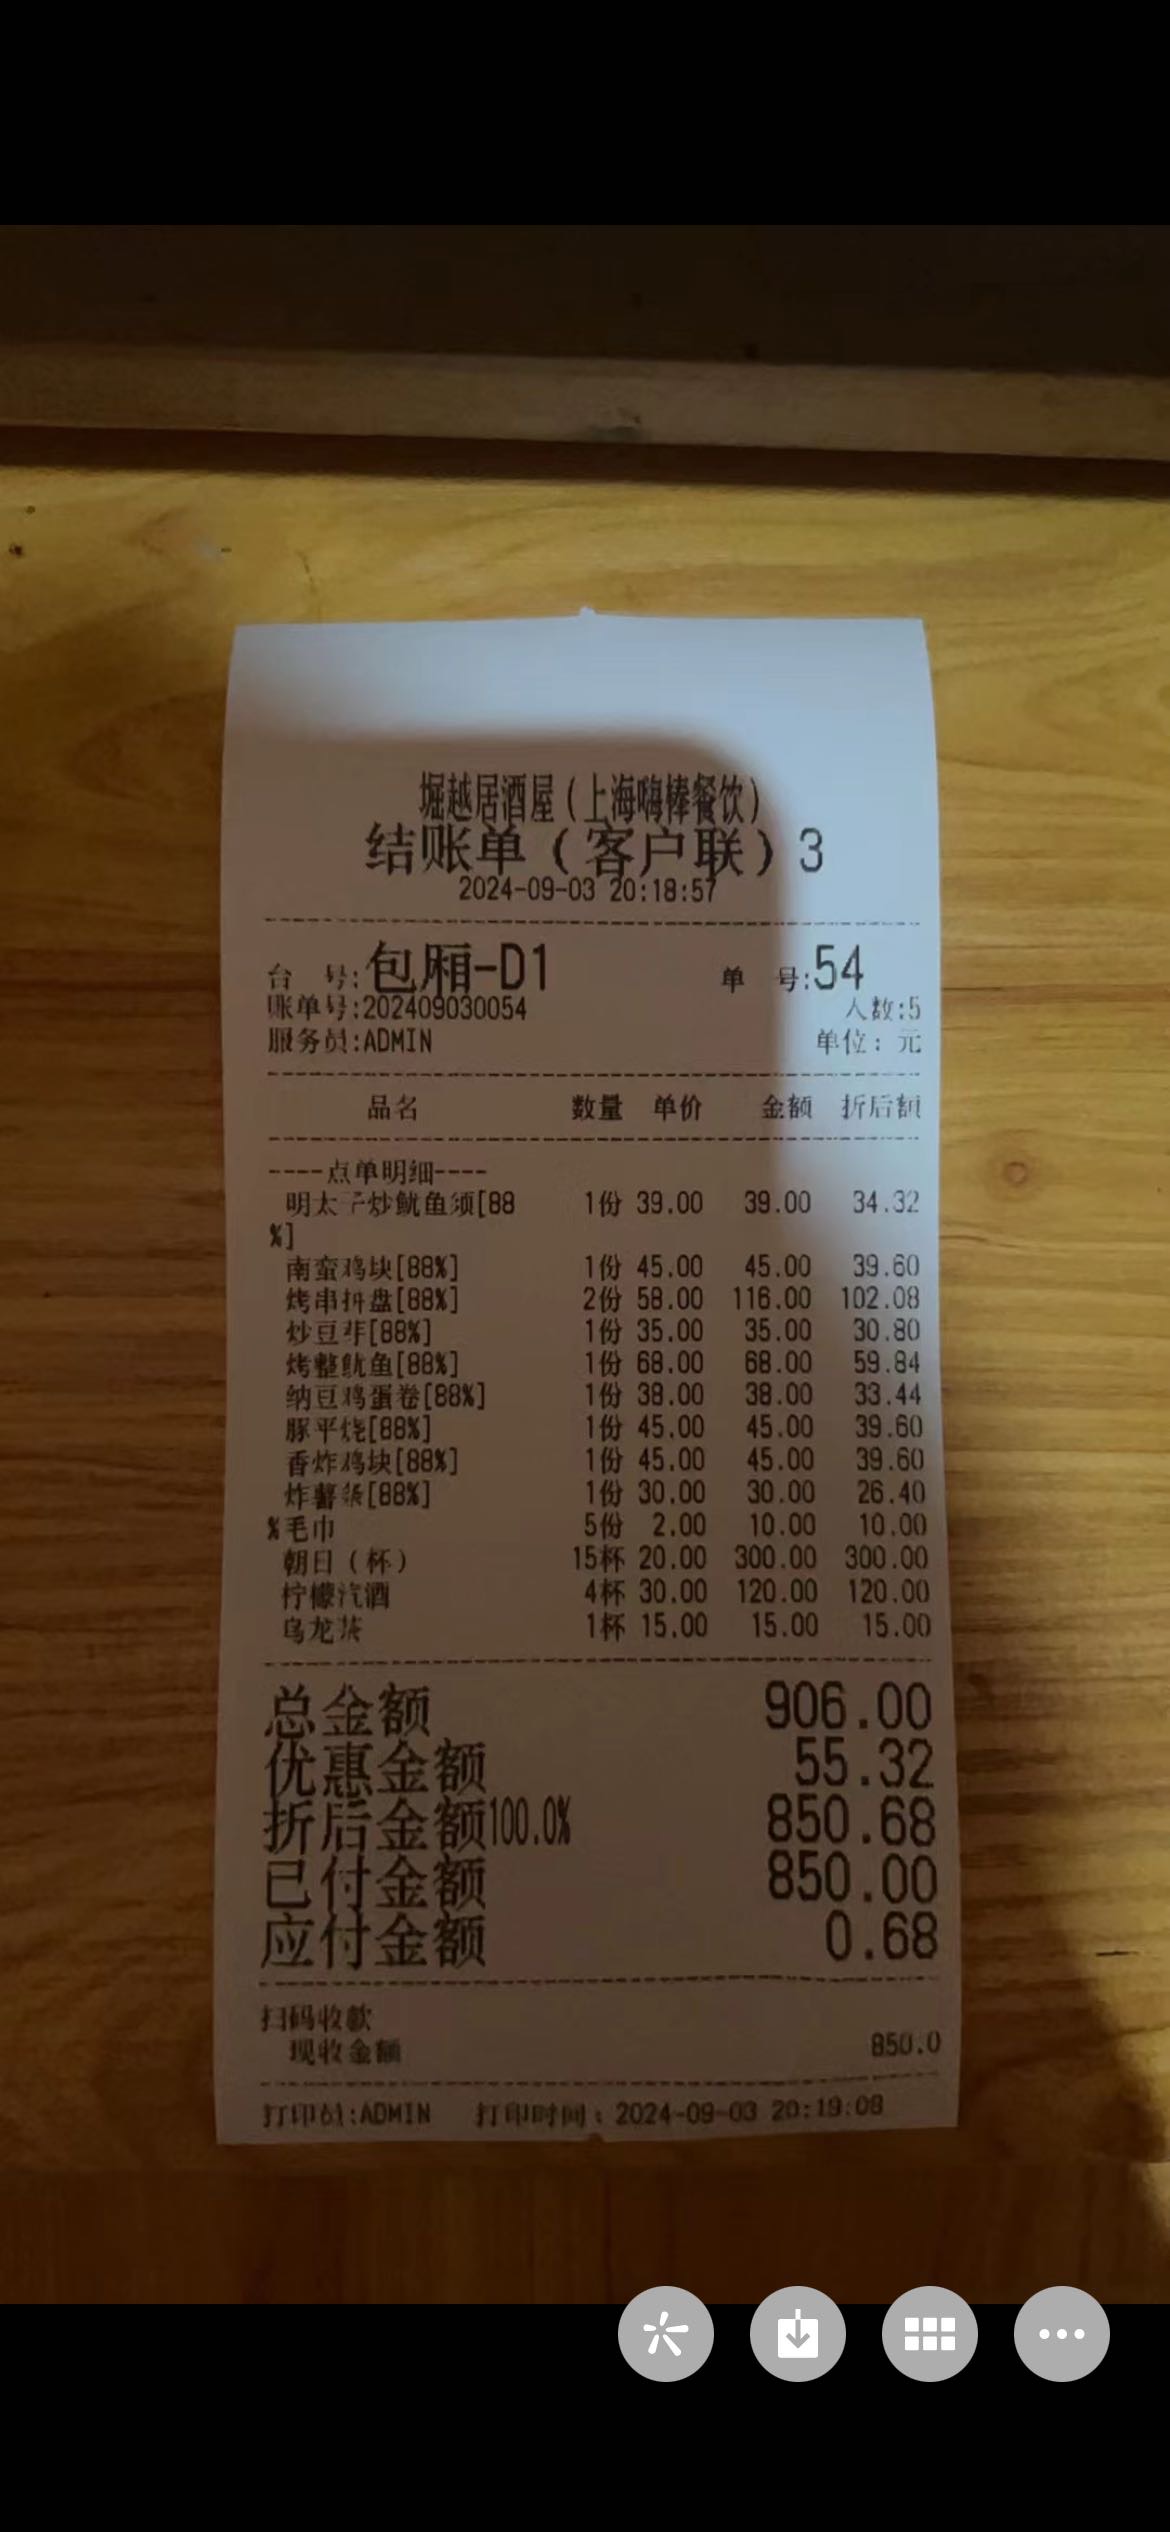 堀越居酒屋（上海嗨棒餐饮）
结账单（客户联）3
2024-09-03 20:18:57
台 号:包厢-D1 单 号:54
账单号:202409030054 人数:5
服务员:ADMIN 单位：元
品名 数量 单价 金额 折后额
----点单明细----
明太子炒鱿鱼须[88 1份 39.00 39.00 34.32
%]
南蛮鸡块[88%] 1份 45.00 45.00 39.60
烤串拼盘[88%] 2份 58.00 116.00 102.08
炒豆芽[88%] 1份 35.00 35.00 30.80
烤整鱿鱼[88%] 1份 68.00 68.00 59.84
纳豆鸡蛋卷[88%] 1份 38.00 38.00 33.44
豚平烧[88%] 1份 45.00 45.00 39.60
香炸鸡块[88%] 1份 45.00 45.00 39.60
炸薯条[88%] 1份 30.00 30.00 26.40
%毛巾 5份 2.00 10.00 10.00
朝日（杯） 15杯 20.00 300.00 300.00
柠檬汽酒 4杯 30.00 120.00 120.00
乌龙茶 1杯 15.00 15.00 15.00
总金额 906.00
优惠金额 55.32
折后金额100.0% 850.68
已付金额 850.00
应付金额 0.68
扫码收款
现收金额 850.0
打印员:ADMIN 打印时间：2024-09-03 20:19:08